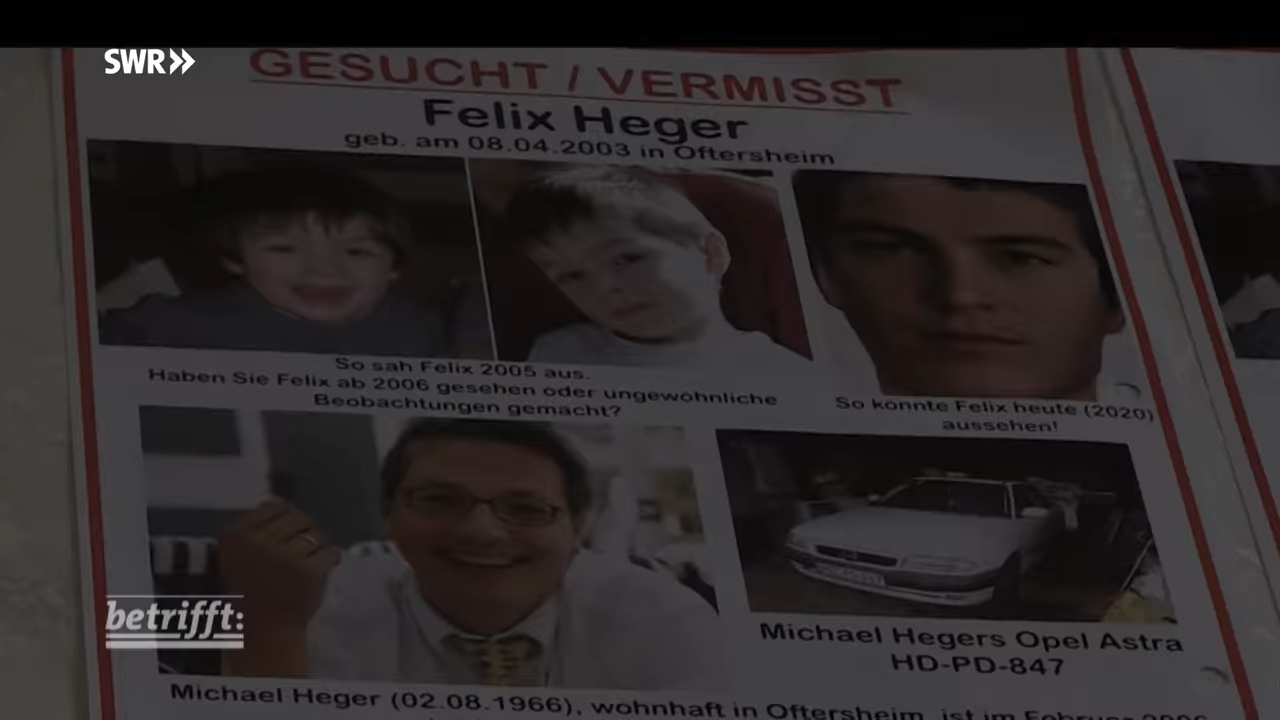 SWR
GESUCHT / VERMISST
Felix Heger
geb. am 08.04.2003 in Oftersheim
So sah Felix 2005 aus.
Haben Sie Felix ab 2006 gesehen oder ungewöhnliche
Beobachtungen gemacht?
So könnte Felix heute (2020)
aussehen!
betrifft:
Michael Hegers Opel Astra
HD-PD-847
Michael Heger (02.08.1966), wohnhaft in Oftersheim, ist im Februar 2006